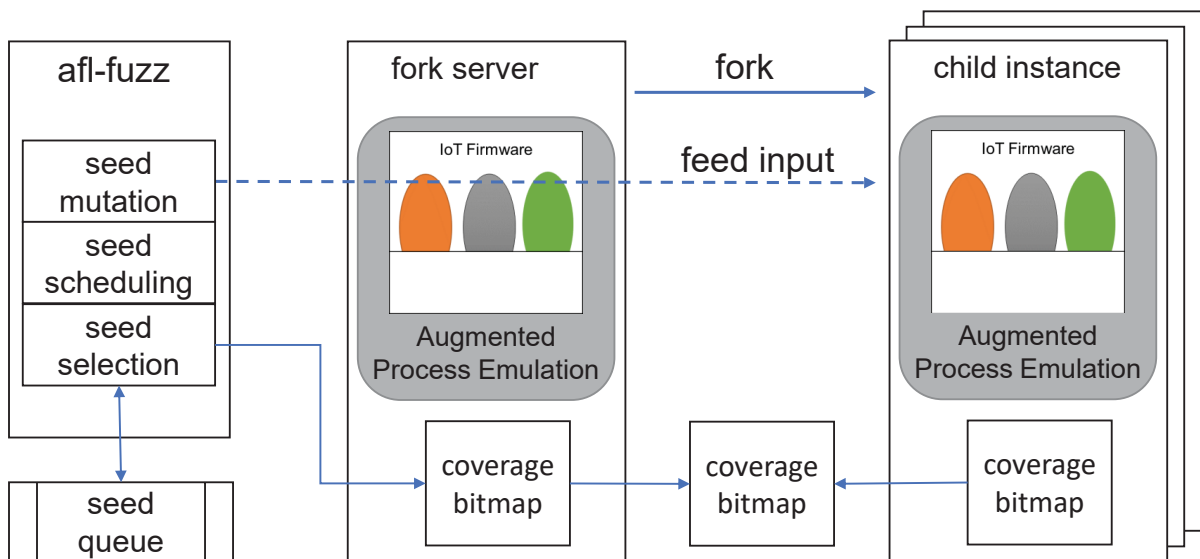 afl-fuzz
seed
mutation
seed
scheduling
seed
selection
seed
queue
fork server
IoT Firmware
Augmented
Process Emulation
coverage
bitmap
fork
feed input
coverage
bitmap
child instance
IoT Firmware
Augmented
Process Emulation
coverage
bitmap